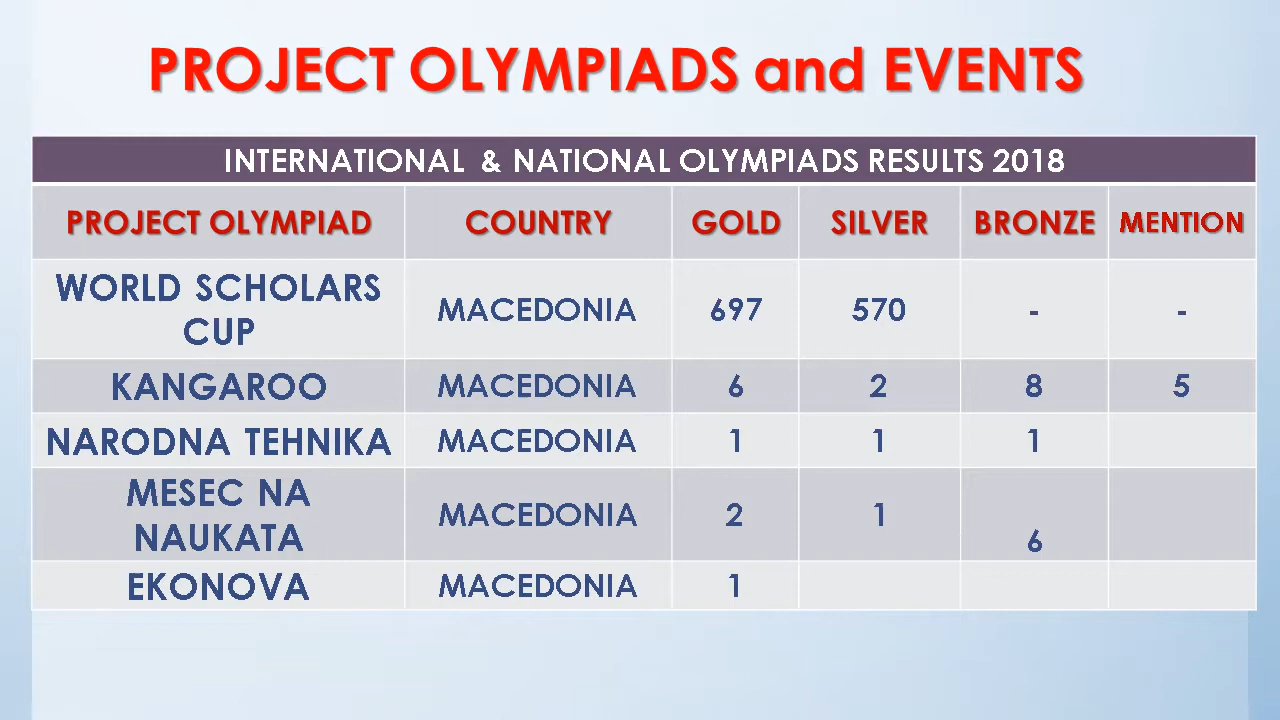 PROJECT OLYMPIADS and EVENTS
INTERNATIONAL & NATIONAL OLYMPIADS RESULTS 2018
PROJECT OLYMPIAD COUNTRY GOLD SILVER BRONZE MENTION
WORLD SCHOLARS
CUP MACEDONIA 697 570 - -
KANGAROO MACEDONIA 6 2 8 5
NARODNA TEHNIKA MACEDONIA 1 1 1
MESEC NA
NAUKATA MACEDONIA 2 1 6
EKONOVA MACEDONIA 1